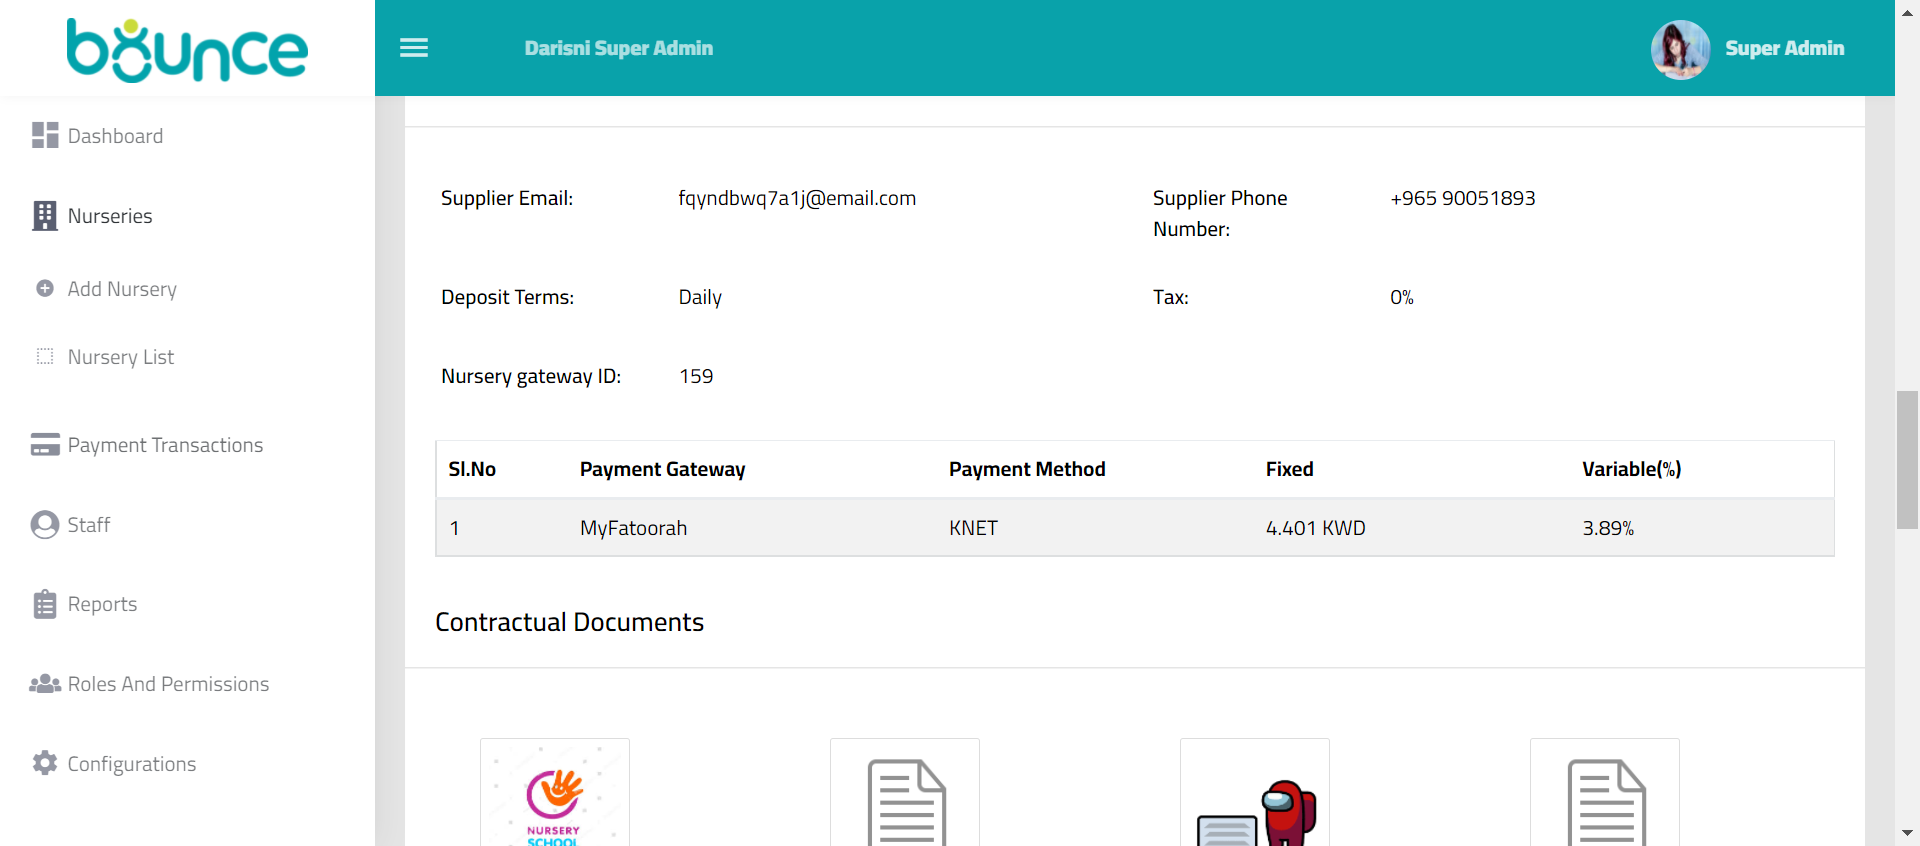 bounce
Darisni Super Admin
Super Admin
Dashboard
Nurseries
Add Nursery
Nursery List
Payment Transactions
Staff
Reports
Roles And Permissions
Configurations
Supplier Email: fqyndbwq7a1j@email.com
Supplier Phone Number: +965 90051893
Deposit Terms: Daily
Tax: 0%
Nursery gateway ID: 159
Sl.No Payment Gateway Payment Method Fixed Variable(%)
1 MyFatoorah KNET 4.401 KWD 3.89%
Contractual Documents
NURSERY
SCHOOL